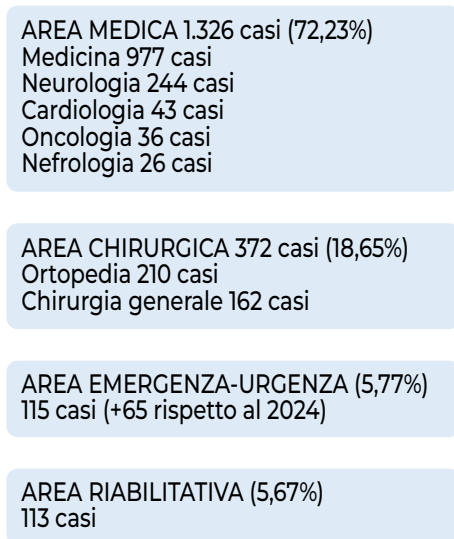 AREA MEDICA 1.326 casi (72,23%)
Medicina 977 casi
Neurologia 244 casi
Cardiologia 43 casi
Oncologia 36 casi
Nefrologia 26 casi
AREA CHIRURGICA 372 casi (18,65%)
Ortopedia 210 casi
Chirurgia generale 162 casi
AREA EMERGENZA-URGENZA (5,77%)
115 casi (+65 rispetto al 2024)
AREA RIABILITATIVA (5,67%)
113 casi